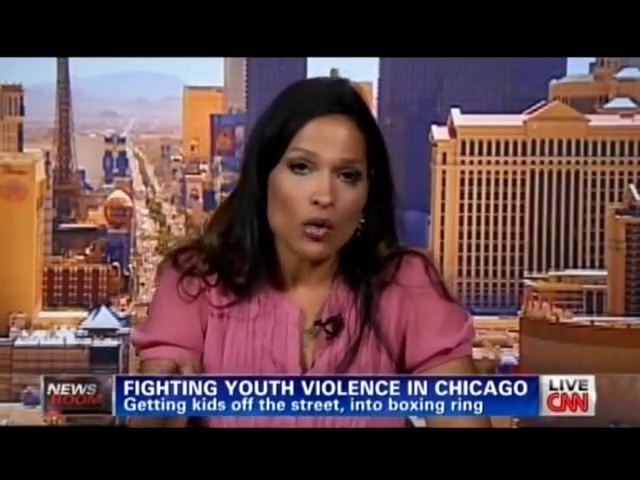 NEWS
ROOM
FIGHTING YOUTH VIOLENCE IN CHICAGO
Getting kids off the street, into boxing ring
LIVE
CNN